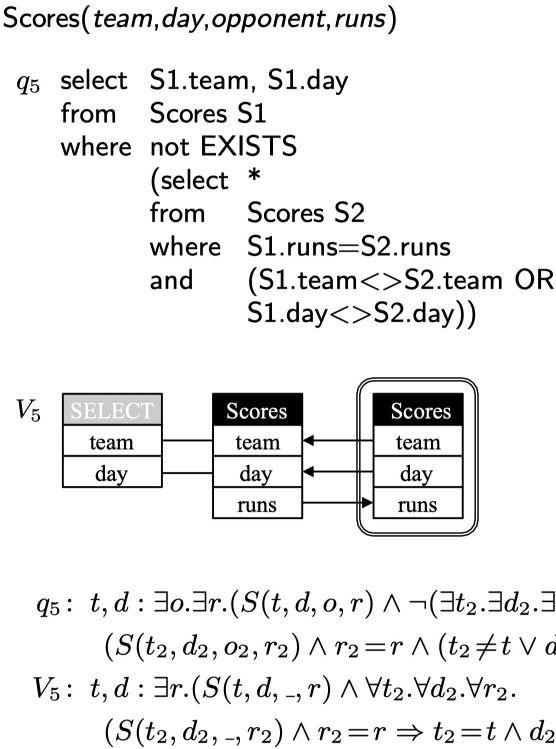 Scores(team,day,opponent,runs)
q₅ select S1.team, S1.day
from Scores S1
where not EXISTS
(select *
from Scores S2
where S1.runs=S2.runs
and (S1.team<>S2.team OR
S1.day<>S2.day))
V₅ SELECT Scores Scores
team team team
day day day
runs runs
q₅: t, d : ∃o.∃r.(S(t, d, o, r) ∧ ¬(∃t₂.∃d₂.∃
(S(t₂, d₂, o₂, r₂) ∧ r₂=r ∧ (t₂≠t ∨ d
V₅: t, d : ∃r.(S(t, d, _, r) ∧ ∀t₂.∀d₂.∀r₂.
(S(t₂, d₂, _, r₂) ∧ r₂=r ⇒ t₂=t ∧ d₂